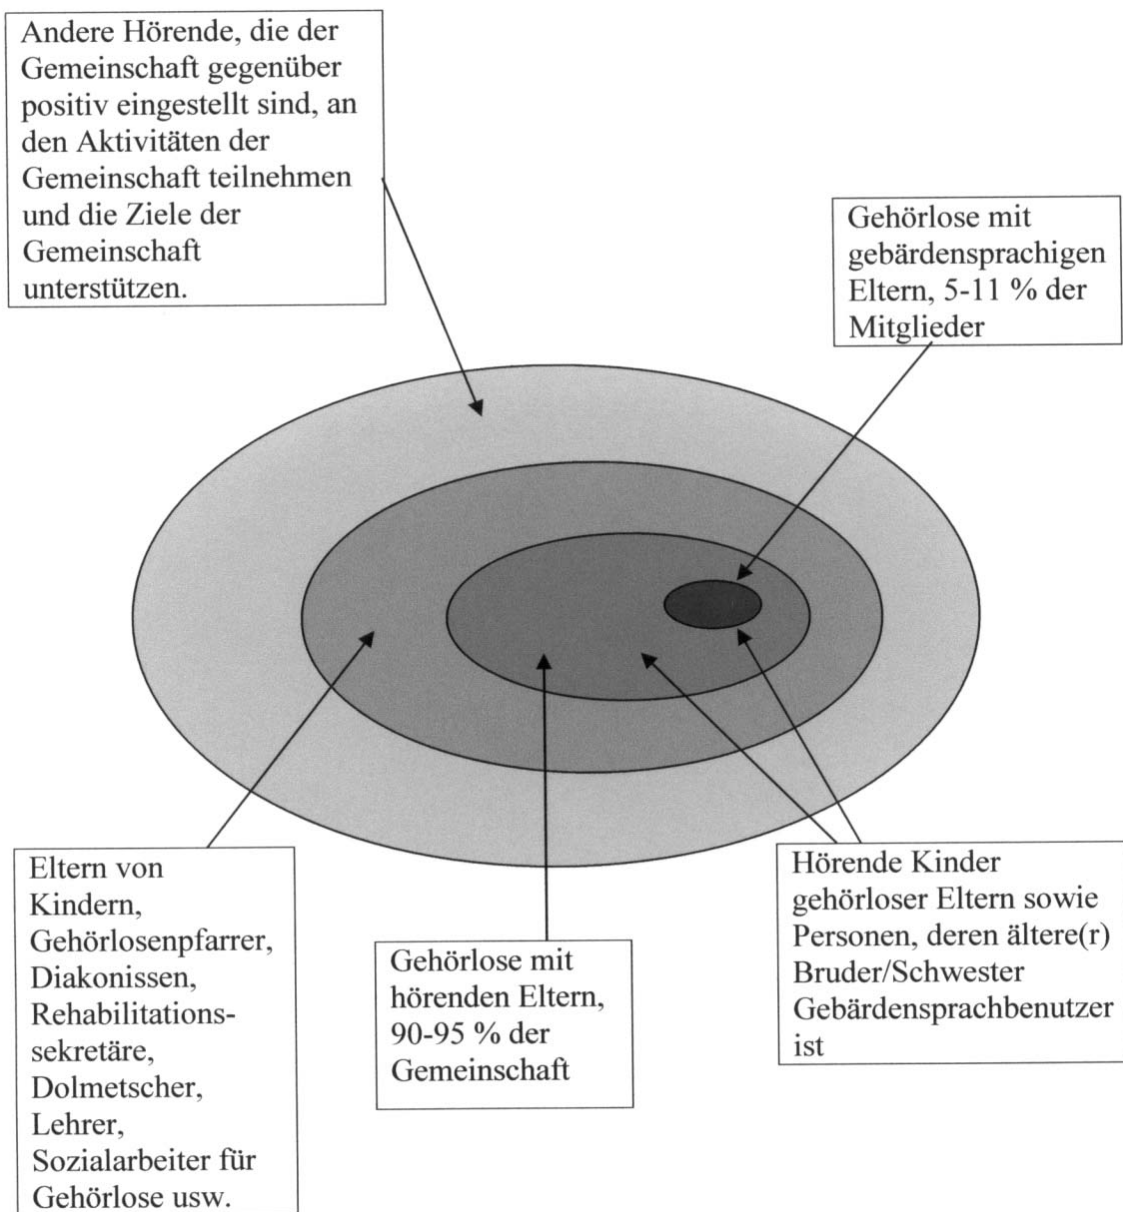 Andere Hörende, die der
Gemeinschaft gegenüber
positiv eingestellt sind, an
den Aktivitäten der
Gemeinschaft teilnehmen
und die Ziele der
Gemeinschaft
unterstützen.
Gehörlose mit
gebärdensprachigen
Eltern, 5-11 % der
Mitglieder
Eltern von
Kindern,
Gehörlosenpfarrer,
Diakonissen,
Rehabilitations-
sekretäre,
Dolmetscher,
Lehrer,
Sozialarbeiter für
Gehörlose usw.
Gehörlose mit
hörenden Eltern,
90-95 % der
Gemeinschaft
Hörende Kinder
gehörloser Eltern sowie
Personen, deren ältere(r)
Bruder/Schwester
Gebärdensprachbenutzer
ist